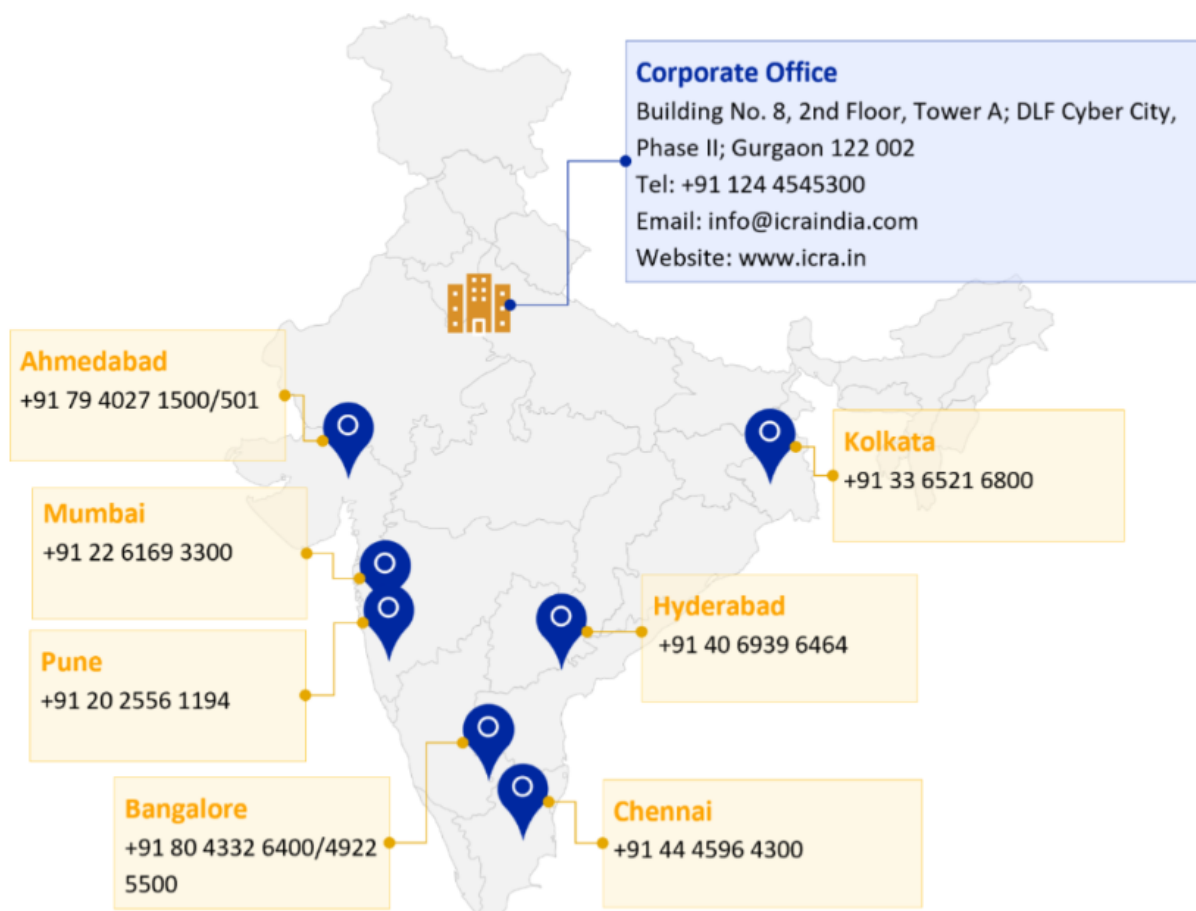 Corporate Office
Building No. 8, 2nd Floor, Tower A; DLF Cyber City,
Phase II; Gurgaon 122 002
Tel: +91 124 4545300
Email: info@icraindia.com
Website: www.icra.in
Ahmedabad
+91 79 4027 1500/501
Kolkata
+91 33 6521 6800
Mumbai
+91 22 6169 3300
Hyderabad
+91 40 6939 6464
Pune
+91 20 2556 1194
Bangalore
+91 80 4332 6400/4922
5500
Chennai
+91 44 4596 4300